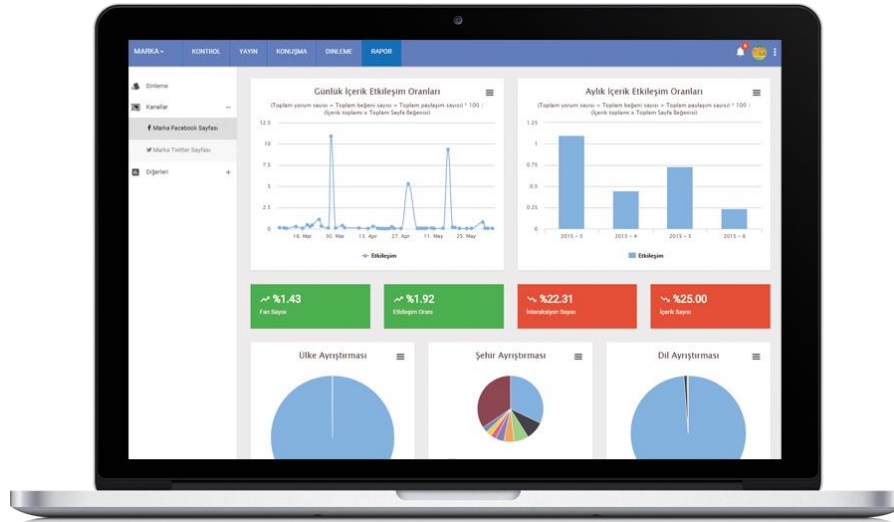 MARKA
KONTROL
YAYIN
KONUŞMA
DINLEME
RAPOR
Dinleme
Kanallar
Marka Facebook Sayfası
Marka Twitter Sayfası
Diğerleri
Günlük İçerik Etkileşim Oranları
(Toplam yorum sayısı + Toplam beğeni sayısı + Toplam paylaşım sayısı) * 100 /
(İçerik toplamı x Toplam Sayfa Beğenisi)
12.5
10
7.5
5
2.5
0
16. Mar
30. Mar
13. Apr
27. Apr
11. May
25. May
Etkileşim
Aylık İçerik Etkileşim Oranları
(Toplam yorum sayısı + Toplam beğeni sayısı + Toplam paylaşım sayısı) * 100 /
(İçerik toplamı x Toplam Sayfa Beğenisi)
1.25
1
0.75
0.5
0.25
0
2015 - 3
2015 - 4
2015 - 5
2015 - 6
Etkileşim
%1.43
Fan Sayısı
%1.92
Etkileşim Oranı
%22.31
İnteraksiyon Sayısı
%25.00
İçerik Sayısı
Ülke Ayrıştırması
Şehir Ayrıştırması
Dil Ayrıştırması